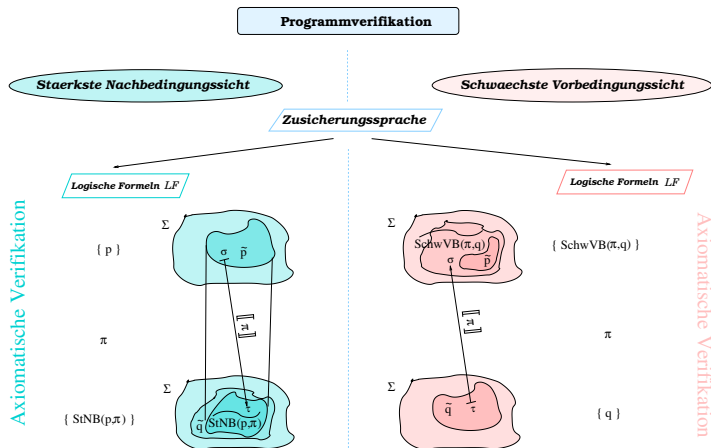 Programmverifikation
Staerkste Nachbedingungssicht
Schwaechste Vorbedingungssicht
Zusicherungssprache
Logische Formeln LF
Logische Formeln LF
Axiomatische Verifikation
Axiomatische Verifikation
Σ
Σ
{ p }
σ p̃
SchwVB(π,q)
σ p̃
{ SchwVB(π,q) }
π
[[ π ]]
[[ π ]]
π
Σ
Σ
{ StNB(p,π) }
q̃
τ
StNB(p,π)
q̃ τ
{ q }